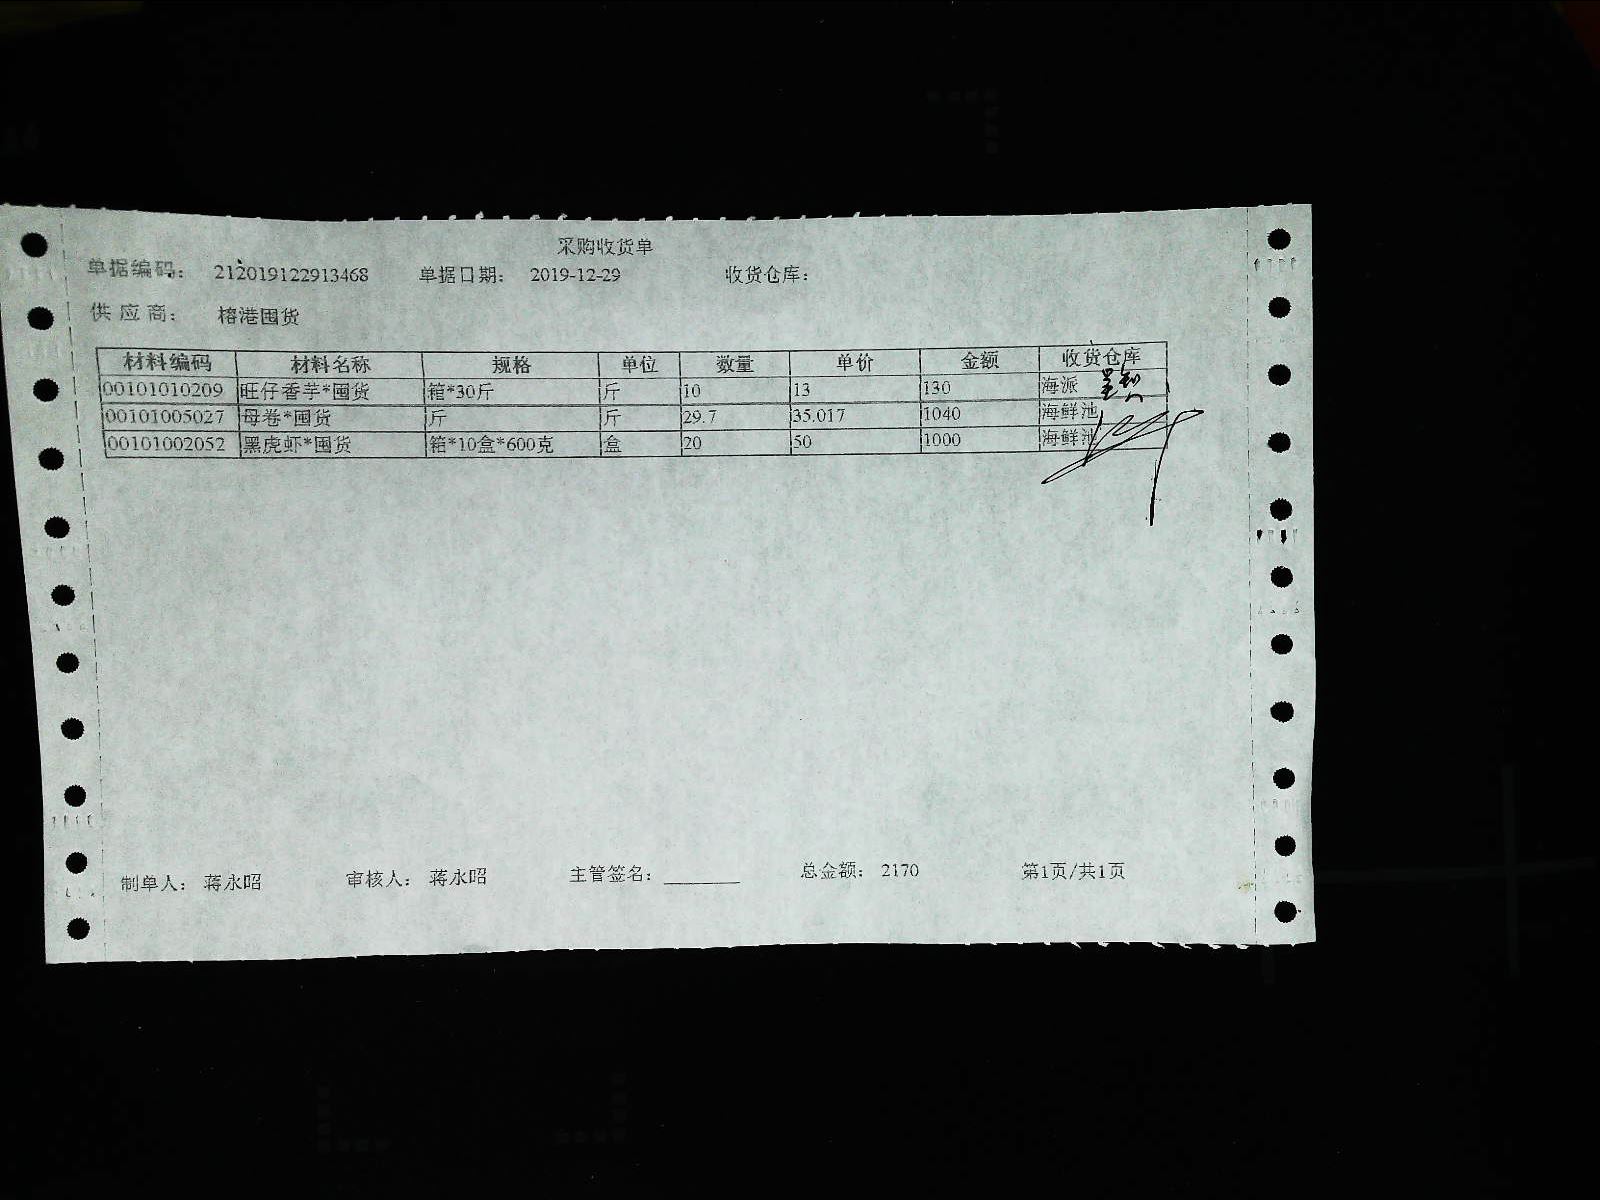 采购收货单
单据编码： 212019122913468 单据日期： 2019-12-29 收货仓库：
供应商： 榕港囤货
材料编码 材料名称 规格 单位 数量 单价 金额 收货仓库
00101010209 旺仔香芋*囤货 箱*30斤 斤 10 13 130 海派
00101005027 母卷*囤货 斤 斤 29.7 35.017 1040 海鲜池
00101002052 黑虎虾*囤货 箱*10盒*600克 盒 20 50 1000 海鲜池
制单人： 蒋永昭 审核人： 蒋永昭 主管签名： 总金额： 2170 第1页/共1页